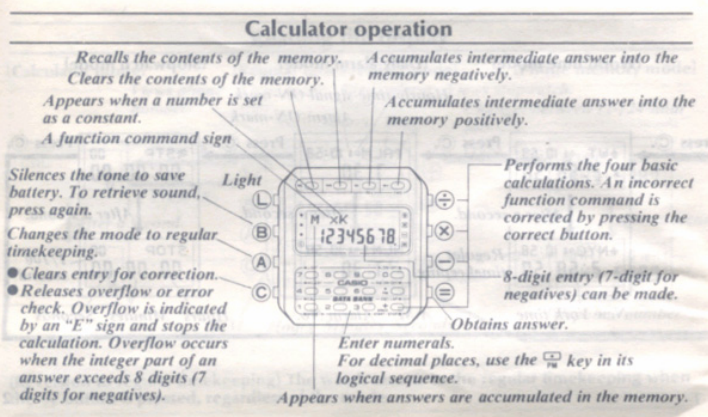 Calculator operation
Recalls the contents of the memory.
Clears the contents of the memory.
Appears when a number is set
as a constant.
A function command sign
Accumulates intermediate answer into the
memory negatively.
Accumulates intermediate answer into the
memory positively.
Silences the tone to save
battery. To retrieve sound,
press again.
Changes the mode to regular
timekeeping.
● Clears entry for correction.
● Releases overflow or error
check. Overflow is indicated
by an "E" sign and stops the
calculation. Overflow occurs
when the integer part of an
answer exceeds 8 digits (7
digits for negatives).
Light
L
B
A
C
M ×K
12345678.
CASIO
DATA BANK
÷
×
−
=
Performs the four basic
calculations. An incorrect
function command is
corrected by pressing the
correct button.
8-digit entry (7-digit for
negatives) can be made.
Obtains answer.
Enter numerals.
For decimal places, use the PM key in its
logical sequence.
Appears when answers are accumulated in the memory.